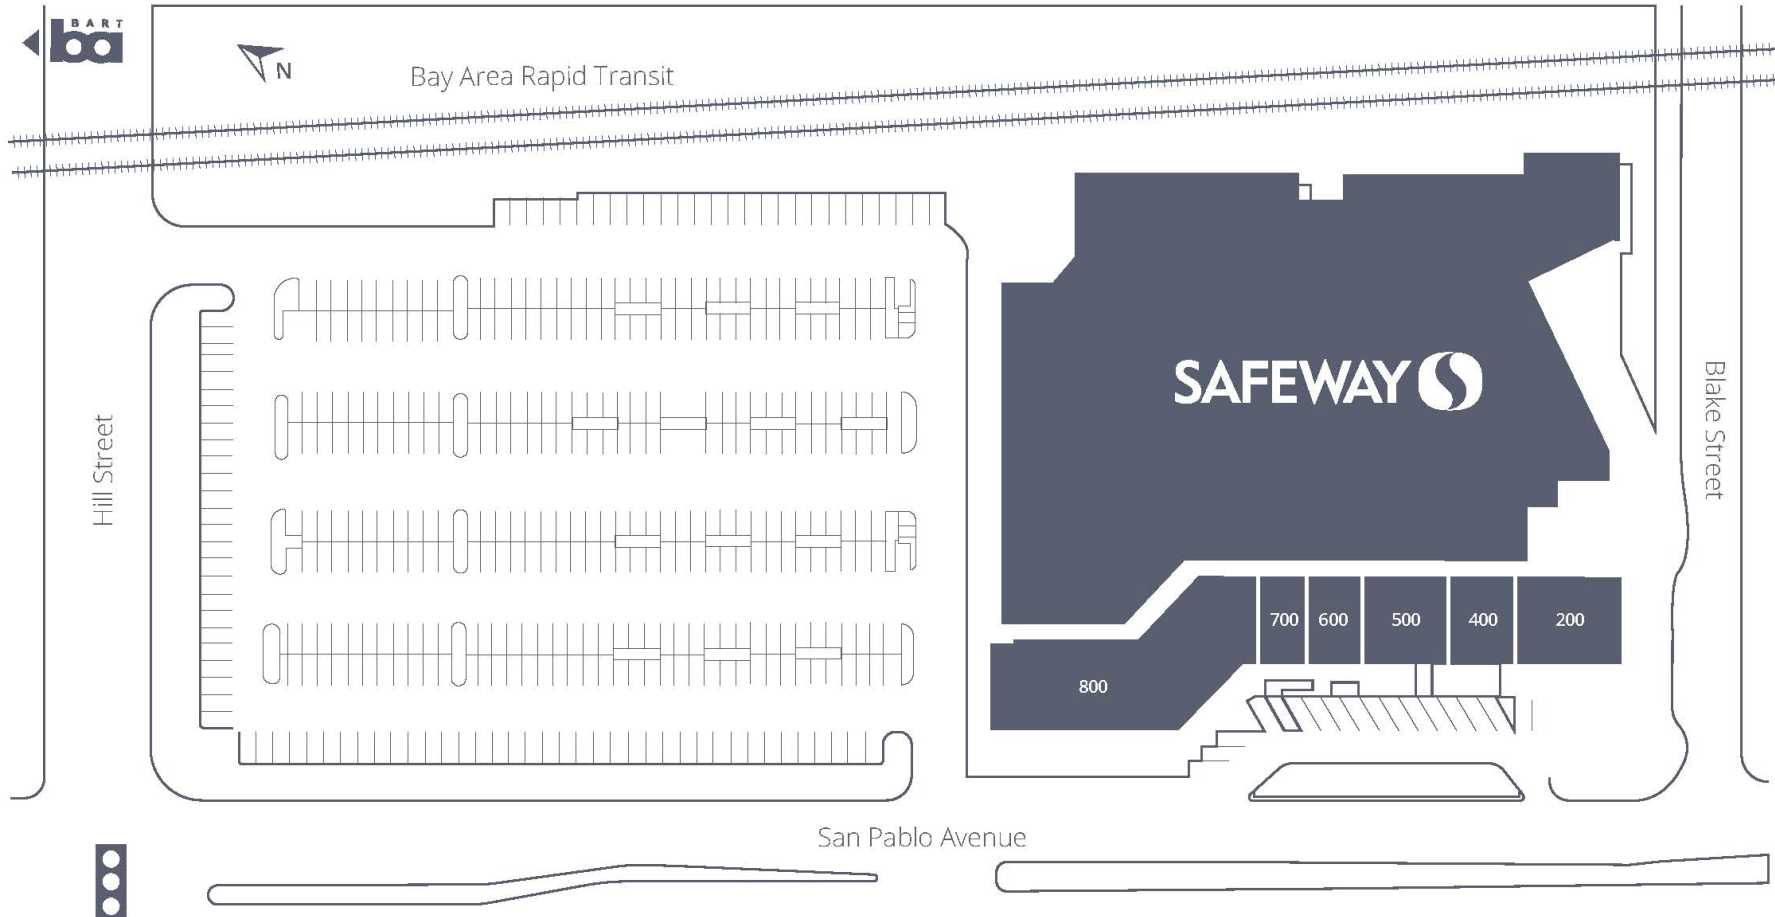 BART
ba
N
Bay Area Rapid Transit
SAFEWAY
Hill Street
Blake Street
700
600
500
400
200
800
San Pablo Avenue